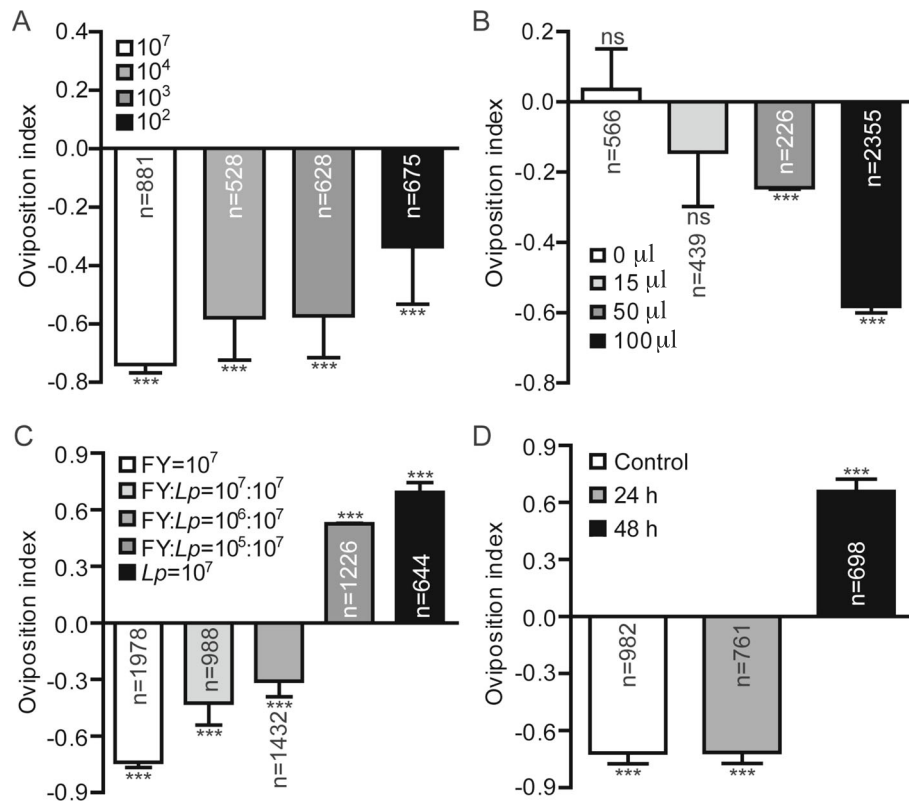 A
0.4
0.2
0.0
-0.2
-0.4
-0.6
-0.8
Oviposition index
10⁷
10⁴
10³
10²
n=881
n=528
n=628
n=675
***
***
***
***
B
0.2
0.0
-0.2
-0.4
-0.6
-0.8
Oviposition index
ns
n=566
ns
n=439
n=226
***
n=2355
***
0 µl
15 µl
50 µl
100 µl
C
0.9
0.6
0.3
0.0
-0.3
-0.6
-0.9
Oviposition index
FY=10⁷
FY:Lp=10⁷:10⁷
FY:Lp=10⁶:10⁷
FY:Lp=10⁵:10⁷
Lp=10⁷
n=1978
***
n=988
***
***
n=1432
***
n=1226
***
n=644
D
0.9
0.6
0.3
0.0
-0.3
-0.6
-0.9
Oviposition index
Control
24 h
48 h
n=982
***
n=761
***
***
n=698